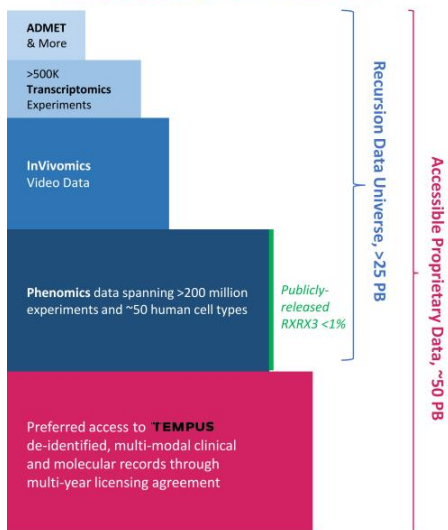 ADMET
& More
>500K
Transcriptomics
Experiments
InVivomics
Video Data
Phenomics data spanning >200 million
experiments and ~50 human cell types
Publicly-
released
RXRX3 <1%
Preferred access to TEMPUS
de-identified, multi-modal clinical
and molecular records through
multi-year licensing agreement
Recursion Data Universe, >25 PB
Accessible Proprietary Data, ~50 PB